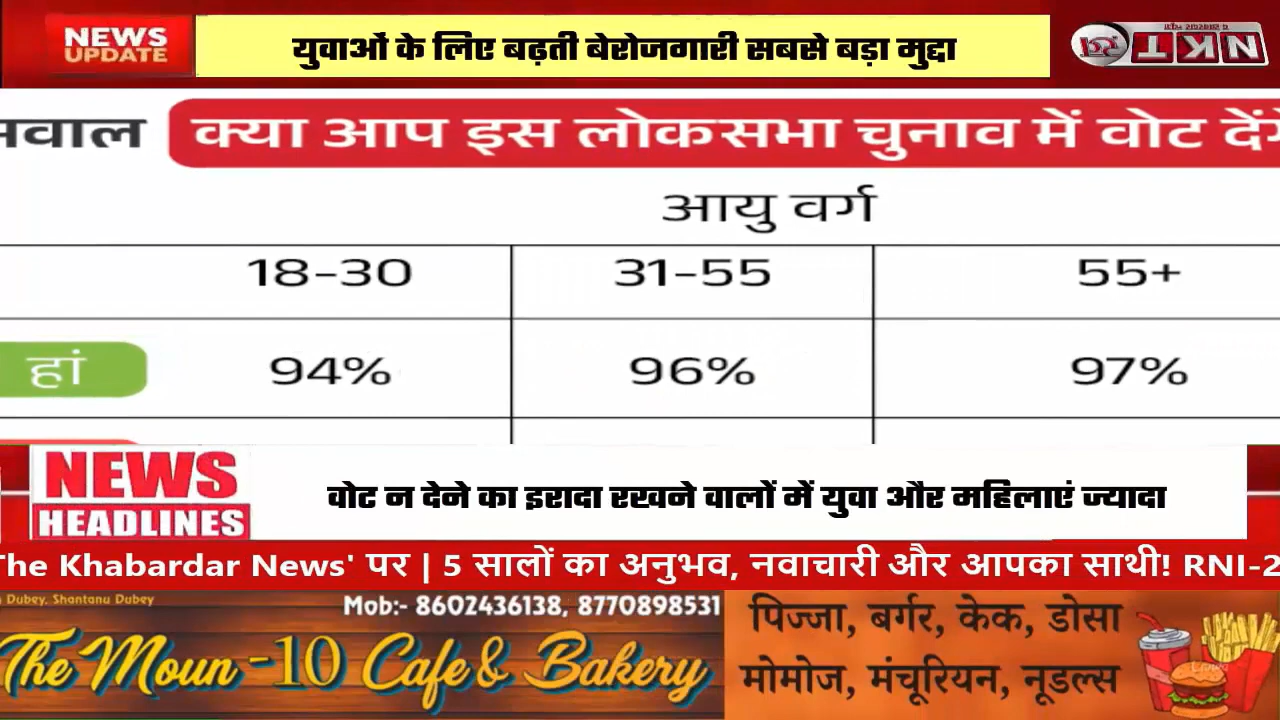 NEWS
UPDATE
युवाओं के लिए बढ़ती बेरोजगारी सबसे बड़ा मुद्दा
NKT
सवाल क्या आप इस लोकसभा चुनाव में वोट देंगे
आयु वर्ग
18-30 31-55 55+
हां 94% 96% 97%
NEWS
HEADLINES
वोट न देने का इरादा रखने वालों में युवा और महिलाएं ज्यादा
The Khabardar News' पर | 5 सालों का अनुभव, नवाचारी और आपका साथी! RNI-2
Dubey, Shantanu Dubey
Mob:- 8602436138, 8770898531
The Moun -10 Cafe & Bakery
पिज्जा, बर्गर, केक, डोसा
मोमोज, मंचूरियन, नूडल्स